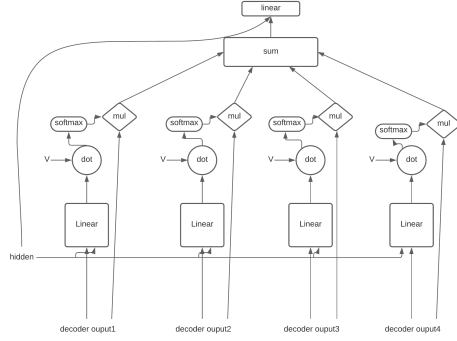 linear
sum
softmax mul softmax mul softmax mul softmax mul
V dot V dot V dot V dot
Linear Linear Linear Linear
hidden
decoder ouput1 decoder ouput2 decoder ouput3 decoder ouput4